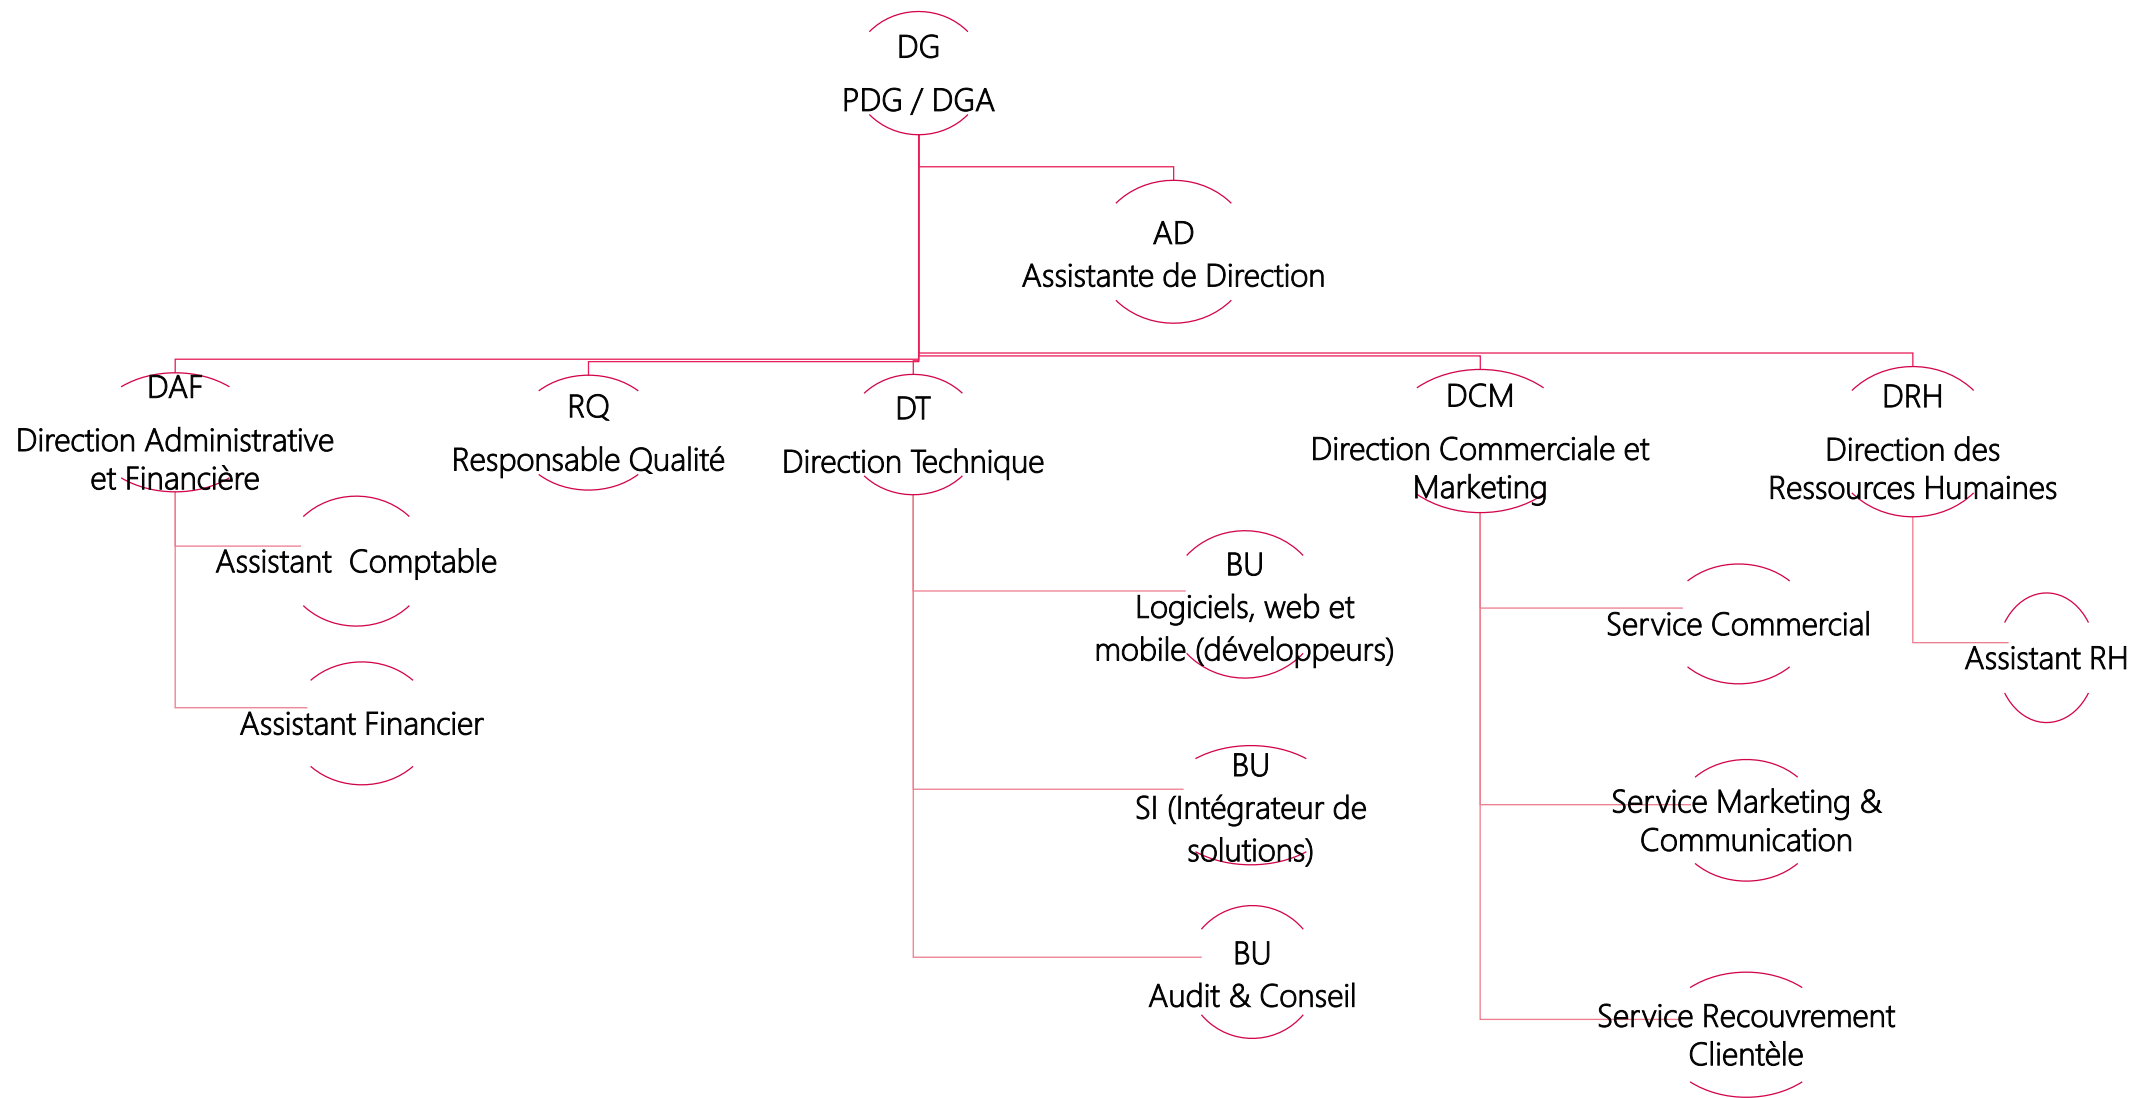 DG
PDG / DGA
AD
Assistante de Direction
DAF
Direction Administrative
et Financière
RQ
Responsable Qualité
DT
Direction Technique
DCM
Direction Commerciale et
Marketing
DRH
Direction des
Ressources Humaines
Assistant  Comptable
Assistant Financier
BU
Logiciels, web et
mobile (développeurs)
BU
SI (Intégrateur de
solutions)
BU
Audit & Conseil
Service Commercial
Service Marketing &
Communication
Service Recouvrement
Clientèle
Assistant RH